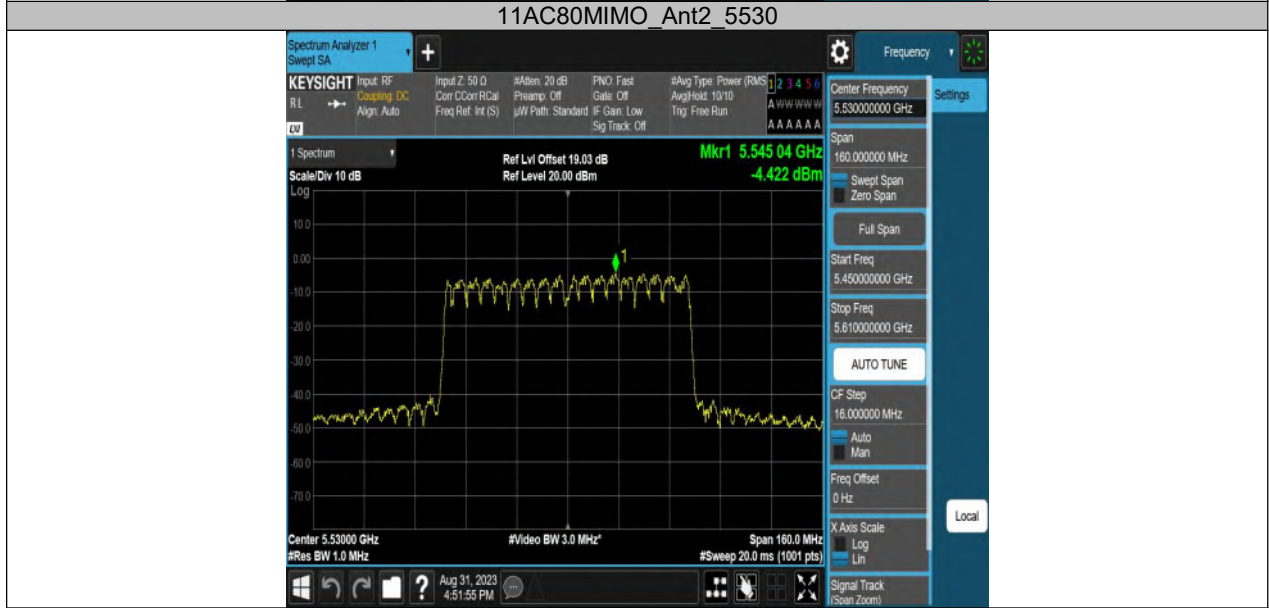 11AC80MIMO_Ant2_5530
Spectrum Analyzer 1
Swept SA
+
Frequency
KEYSIGHT
RL
LXI
Input: RF
Coupling: DC
Align: Auto
Input Z: 50 Ω
Corr CCorr RCal
Freq Ref: Int (S)
#Atten: 20 dB
Preamp: Off
µW Path: Standard
PNO: Fast
Gate: Off
IF Gain: Low
Sig Track: Off
#Avg Type: Power (RMS
Avg|Hold: 10/10
Trig: Free Run
1 2 3 4 5 6
A W W W W W
A A A A A A
1 Spectrum
Scale/Div 10 dB
Ref Lvl Offset 19.03 dB
Ref Level 20.00 dBm
Mkr1 5.545 04 GHz
-4.422 dBm
Log
10.0
0.00
-10.0
-20.0
-30.0
-40.0
-50.0
-60.0
-70.0
1
Center 5.53000 GHz
#Res BW 1.0 MHz
#Video BW 3.0 MHz*
Span 160.0 MHz
#Sweep 20.0 ms (1001 pts)
?
Aug 31, 2023
4:51:55 PM
Center Frequency
5.530000000 GHz
Settings
Span
160.000000 MHz
Swept Span
Zero Span
Full Span
Start Freq
5.450000000 GHz
Stop Freq
5.610000000 GHz
AUTO TUNE
CF Step
16.000000 MHz
Auto
Man
Freq Offset
0 Hz
X Axis Scale
Log
Lin
Local
Signal Track
(Span Zoom)